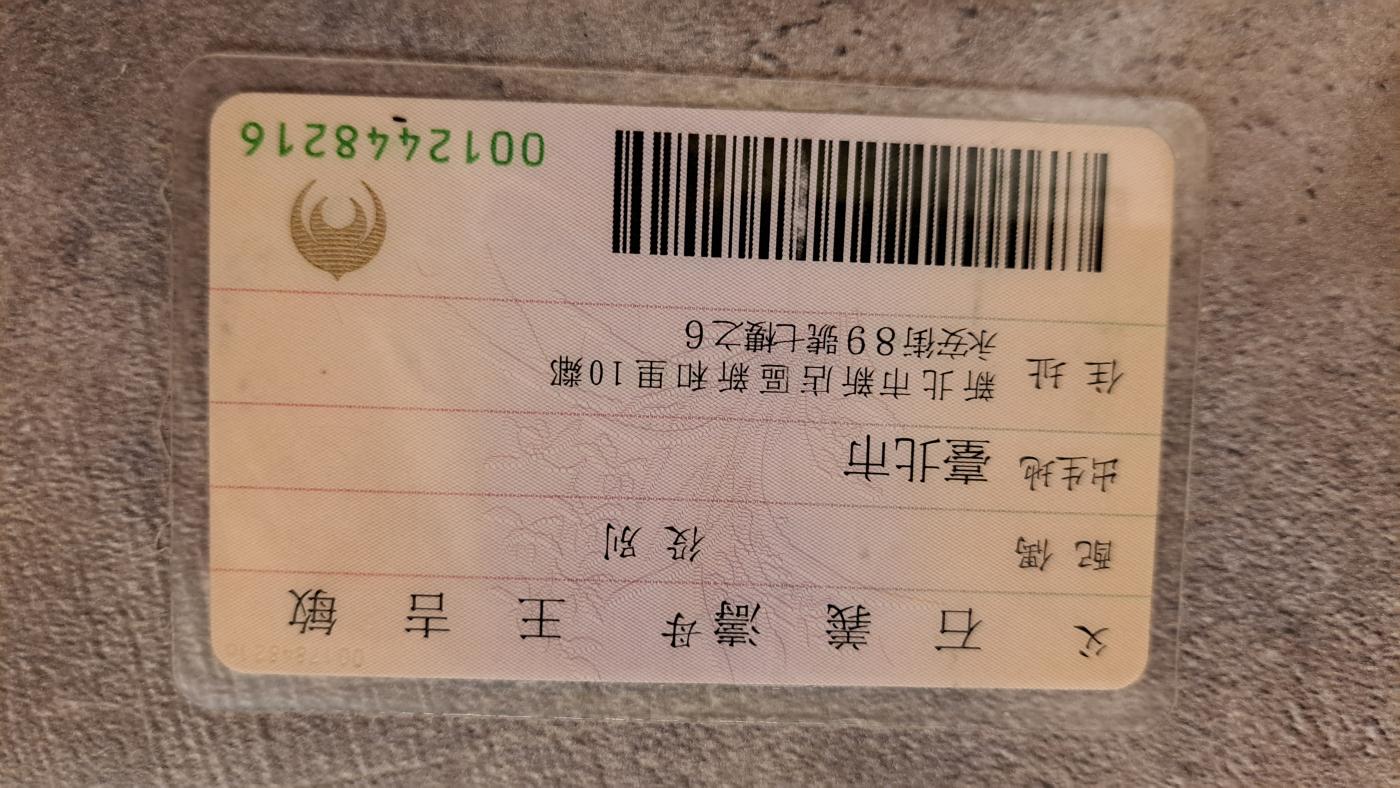 父 石義濤 母 王吉敏
配偶 役別
出生地 臺北市
住址 新北市新店區新和里10鄰
永安街89號七樓之6
0012448216